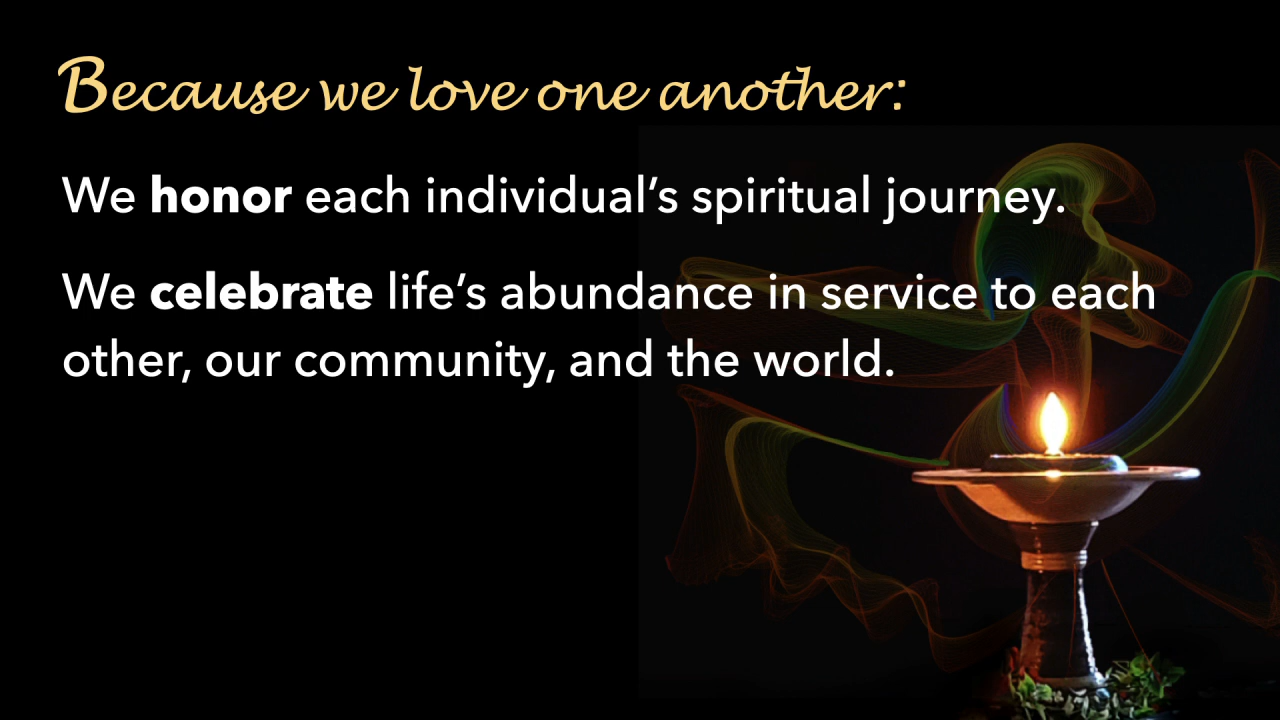 Because we love one another:
We honor each individual’s spiritual journey.
We celebrate life’s abundance in service to each
other, our community, and the world.